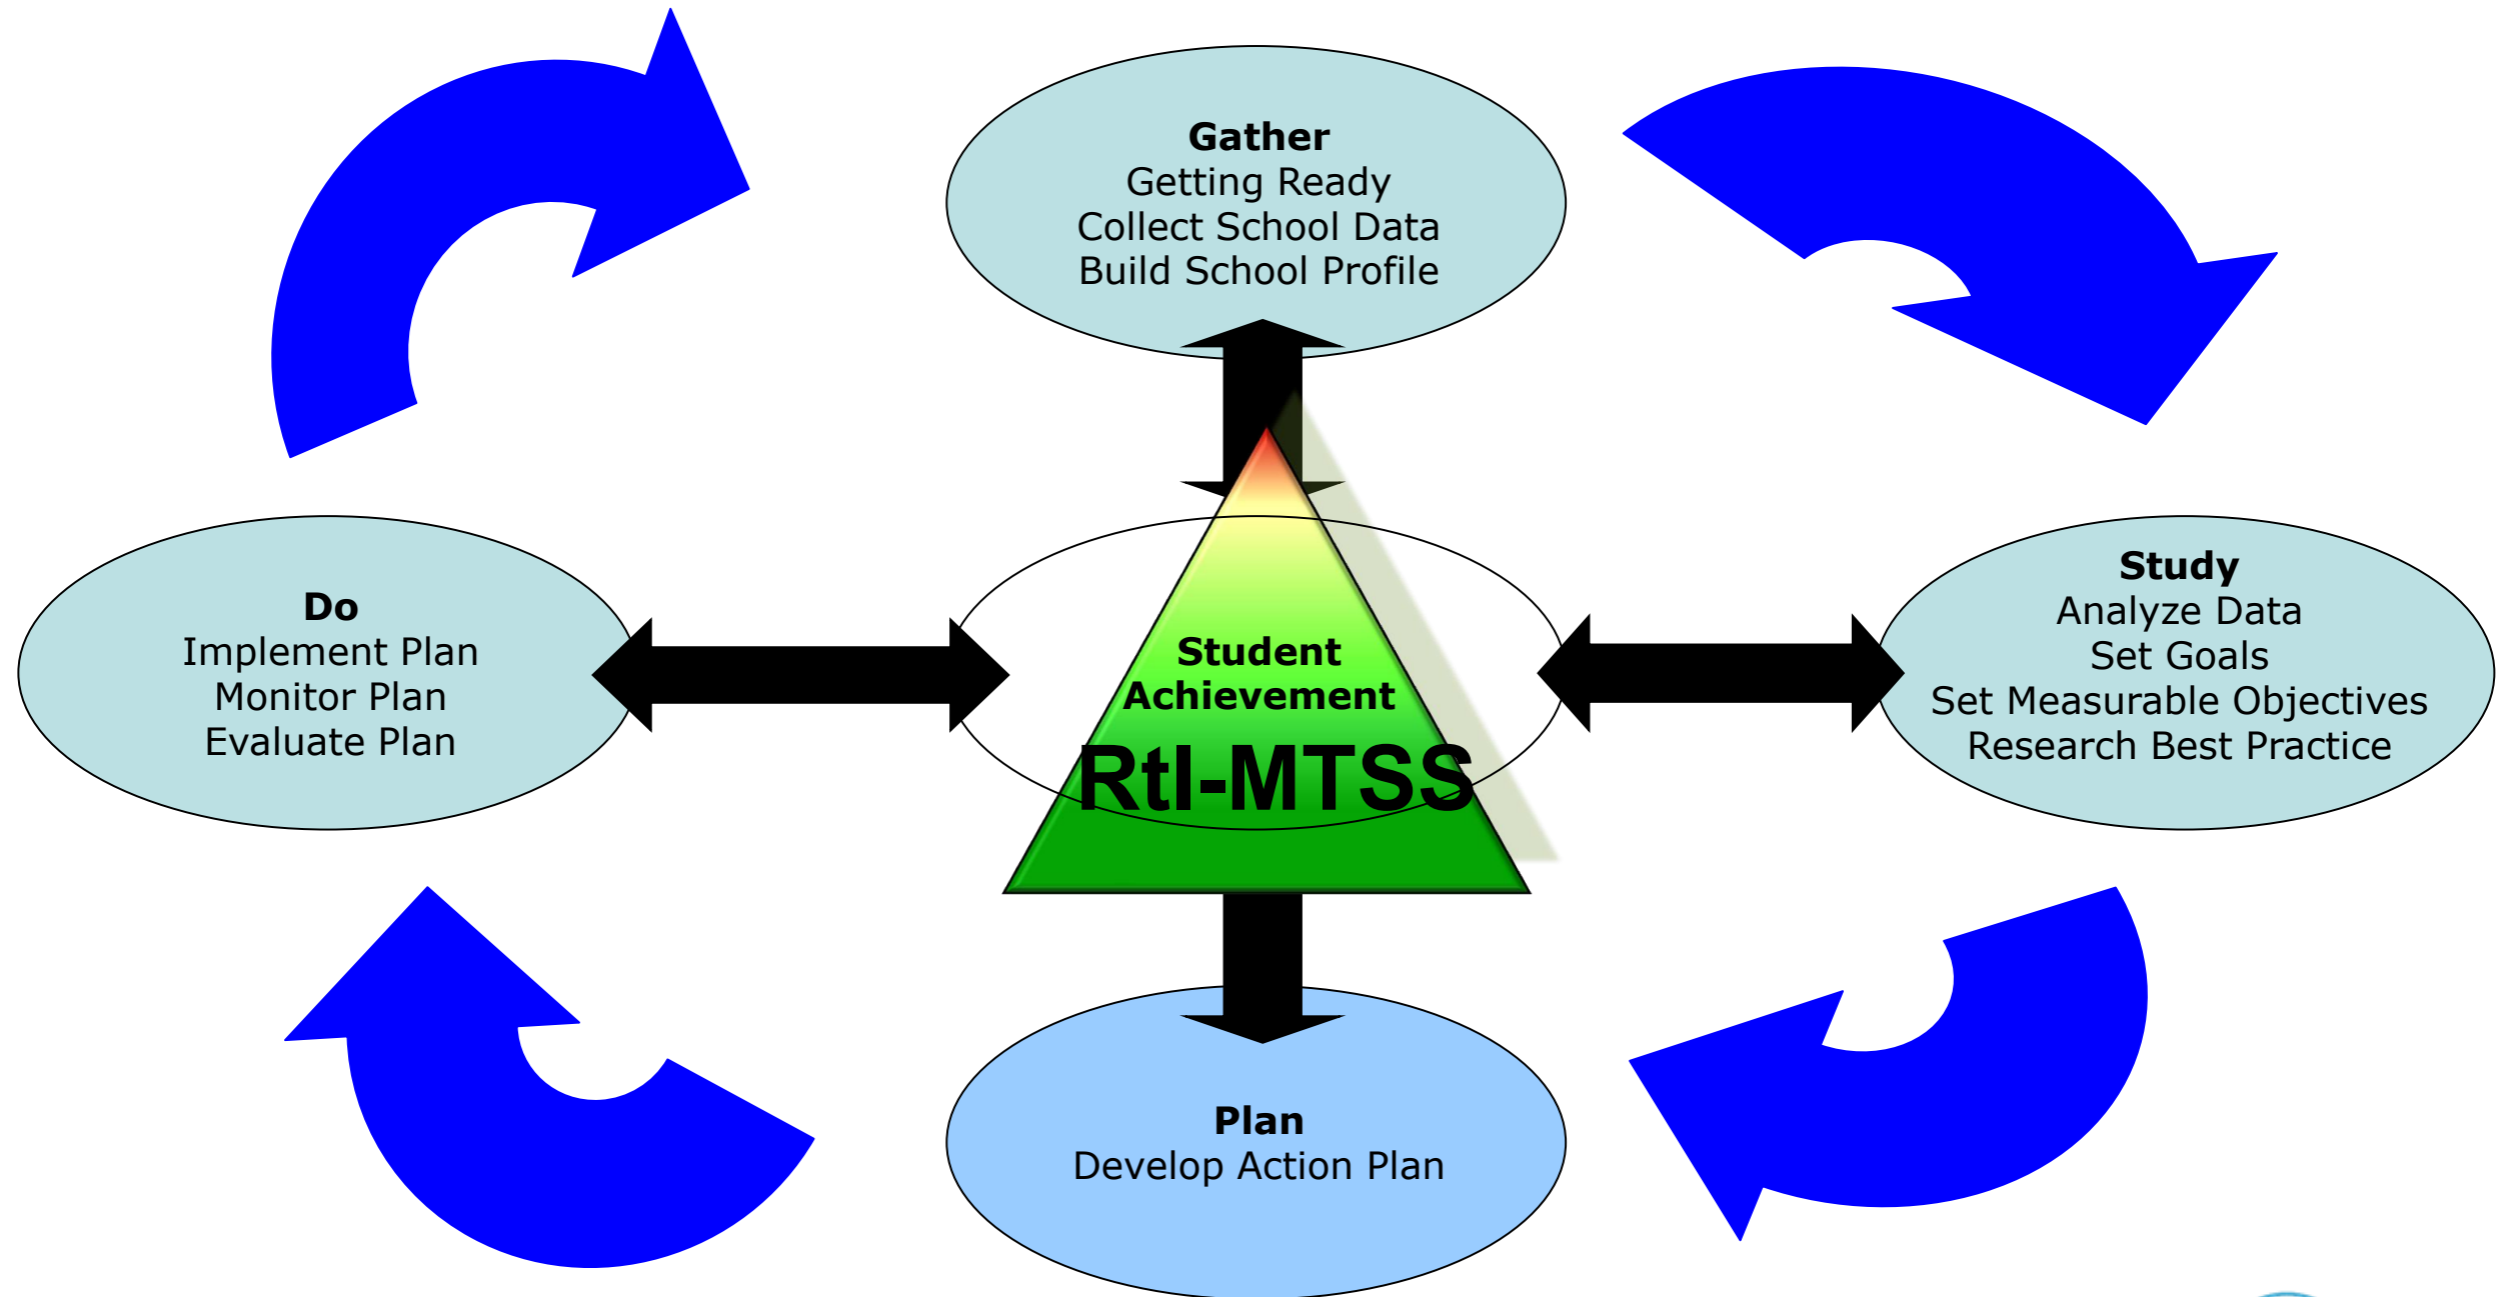 Gather
Getting Ready
Collect School Data
Build School Profile
Do
Implement Plan
Monitor Plan
Evaluate Plan
Student
Achievement
RtI-MTSS
Study
Analyze Data
Set Goals
Set Measurable Objectives
Research Best Practice
Plan
Develop Action Plan